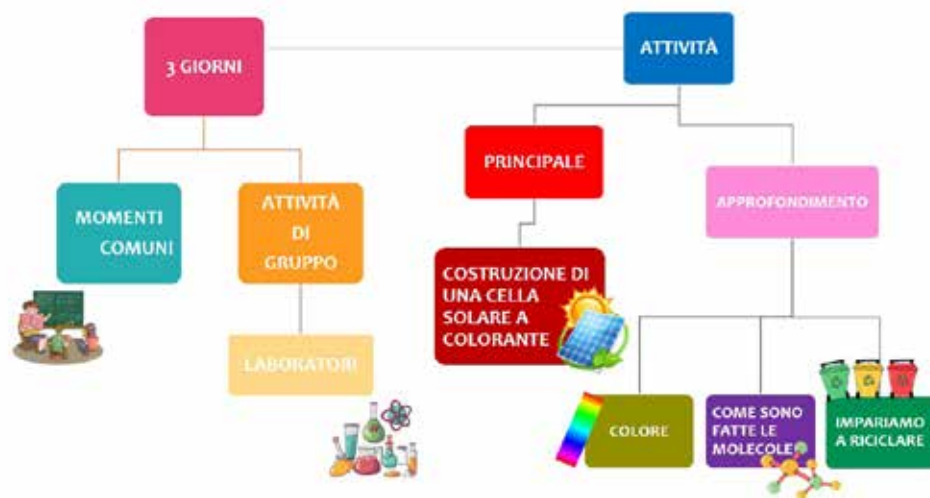 3 GIORNI
ATTIVITÀ
PRINCIPALE
APPROFONDIMENTO
MOMENTI
COMUNI
ATTIVITÀ
DI
GRUPPO
COSTRUZIONE DI
UNA CELLA
SOLARE A
COLORANTE
LABORATORI
COLORE
COME SONO
FATTE LE
MOLECOLE
IMPARIAMO
A RICICLARE